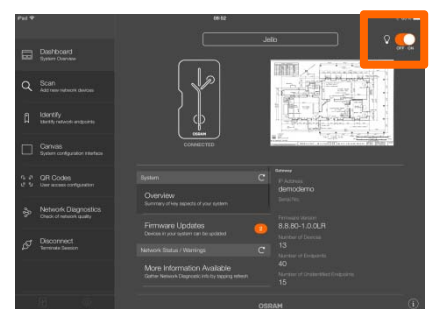 iPad
09:52
Jello
OFF ON
Dashboard
System Overview
Scan
Add new network devices
Identify
Identify network endpoints
Canvas
System configuration interface
QR Codes
User access configuration
Network Diagnostics
Check of network quality
Disconnect
Terminate Session
OSRAM
CONNECTED
System
Overview
Summary of key aspects of your system
Firmware Updates
Devices in your system can be updated
2
Network Status / Warnings
More Information Available
Gather Network Diagnostic info by tapping refresh
Gateway
IP Address
demodemo
Serial No.
Firmware Version
8.8.80-1.0.0LR
Number of Devices
13
Number of Endpoints
40
Number of Unidentified Endpoints
15
OSRAM